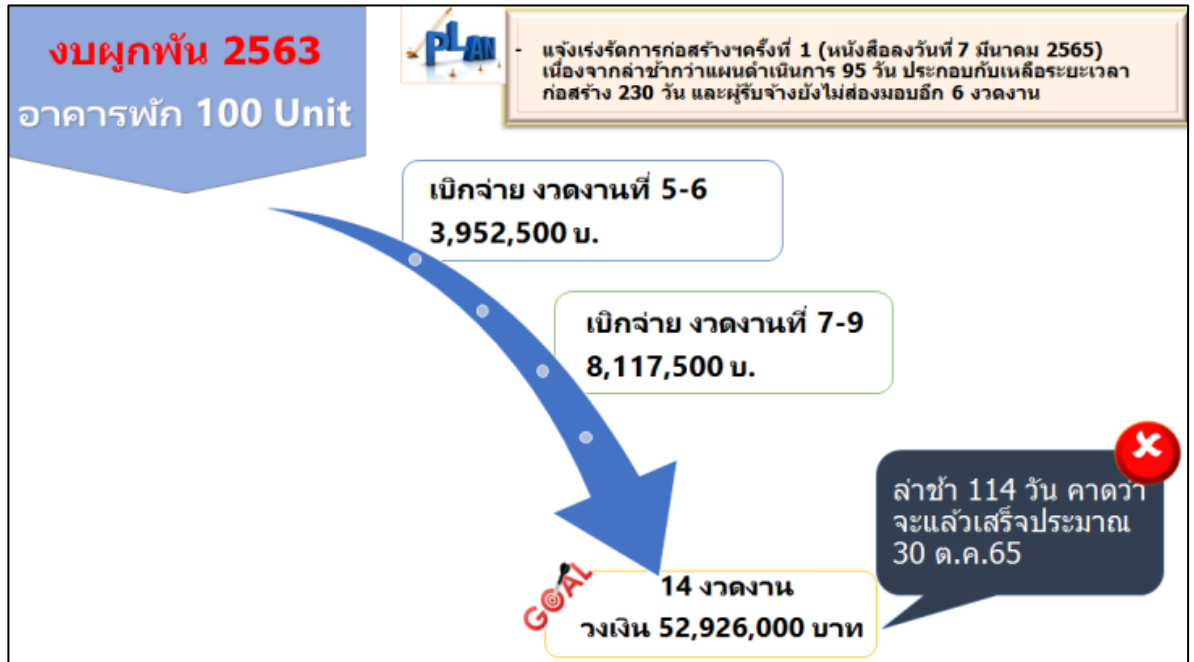 งบผูกพัน 2563
อาคารพัก 100 Unit
PLAN
- แจ้งเร่งรัดการก่อสร้างฯครั้งที่ 1 (หนังสือลงวันที่ 7 มีนาคม 2565)
เนื่องจากล่าช้ากว่าแผนดำเนินการ 95 วัน ประกอบกับเหลือระยะเวลา
ก่อสร้าง 230 วัน และผู้รับจ้างยังไม่ส่งมอบอีก 6 งวดงาน
เบิกจ่าย งวดงานที่ 5-6
3,952,500 บ.
เบิกจ่าย งวดงานที่ 7-9
8,117,500 บ.
ล่าช้า 114 วัน คาดว่า
จะแล้วเสร็จประมาณ
30 ต.ค.65
GOAL
14 งวดงาน
วงเงิน 52,926,000 บาท